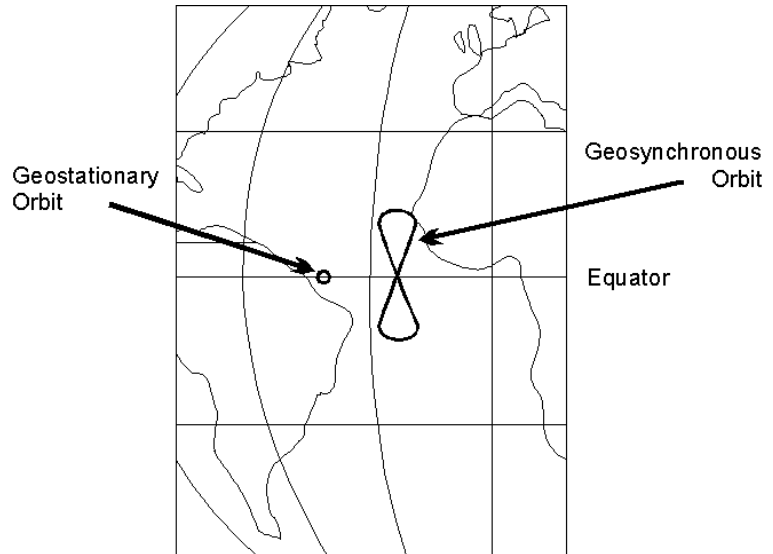 Geostationary
Orbit
Geosynchronous
Orbit
Equator